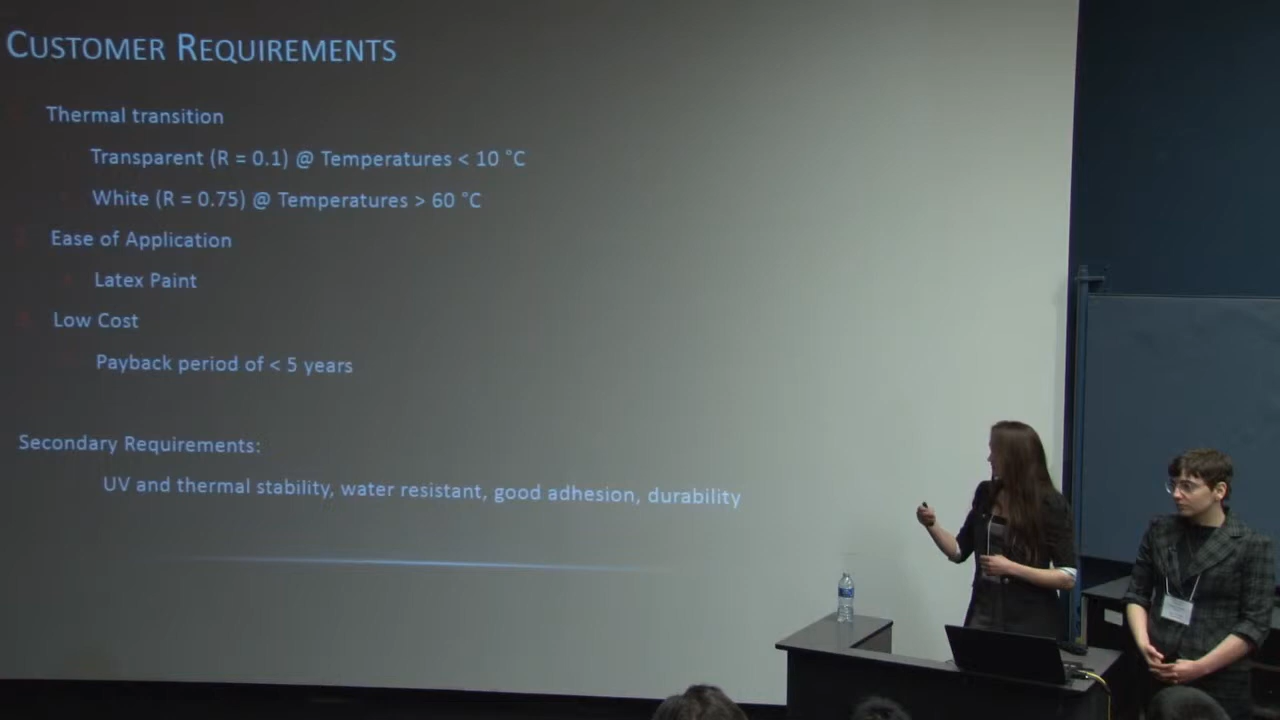 CUSTOMER REQUIREMENTS
Thermal transition
Transparent (R = 0.1) @ Temperatures < 10 °C
White (R = 0.75) @ Temperatures > 60 °C
Ease of Application
Latex Paint
Low Cost
Payback period of < 5 years
Secondary Requirements:
UV and thermal stability, water resistant, good adhesion, durability